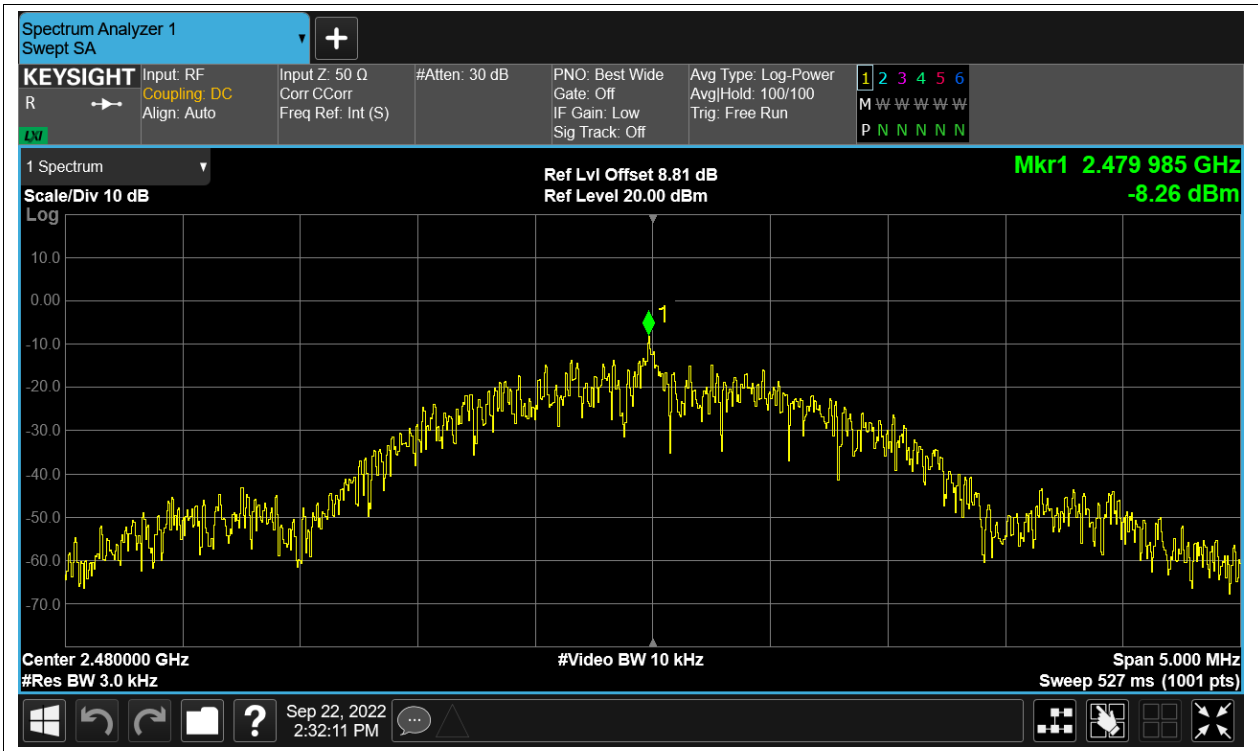 Spectrum Analyzer 1
Swept SA
KEYSIGHT
R
LXI
Input: RF
Coupling: DC
Align: Auto
Input Z: 50 Ω
Corr CCorr
Freq Ref: Int (S)
#Atten: 30 dB
PNO: Best Wide
Gate: Off
IF Gain: Low
Sig Track: Off
Avg Type: Log-Power
Avg|Hold: 100/100
Trig: Free Run
1 2 3 4 5 6
M W W W W W
P N N N N N
1 Spectrum
Scale/Div 10 dB
Ref Lvl Offset 8.81 dB
Ref Level 20.00 dBm
Mkr1 2.479 985 GHz
-8.26 dBm
Log
10.0
0.00
-10.0
-20.0
-30.0
-40.0
-50.0
-60.0
-70.0
1
Center 2.480000 GHz
#Res BW 3.0 kHz
#Video BW 10 kHz
Span 5.000 MHz
Sweep 527 ms (1001 pts)
?
Sep 22, 2022
2:32:11 PM